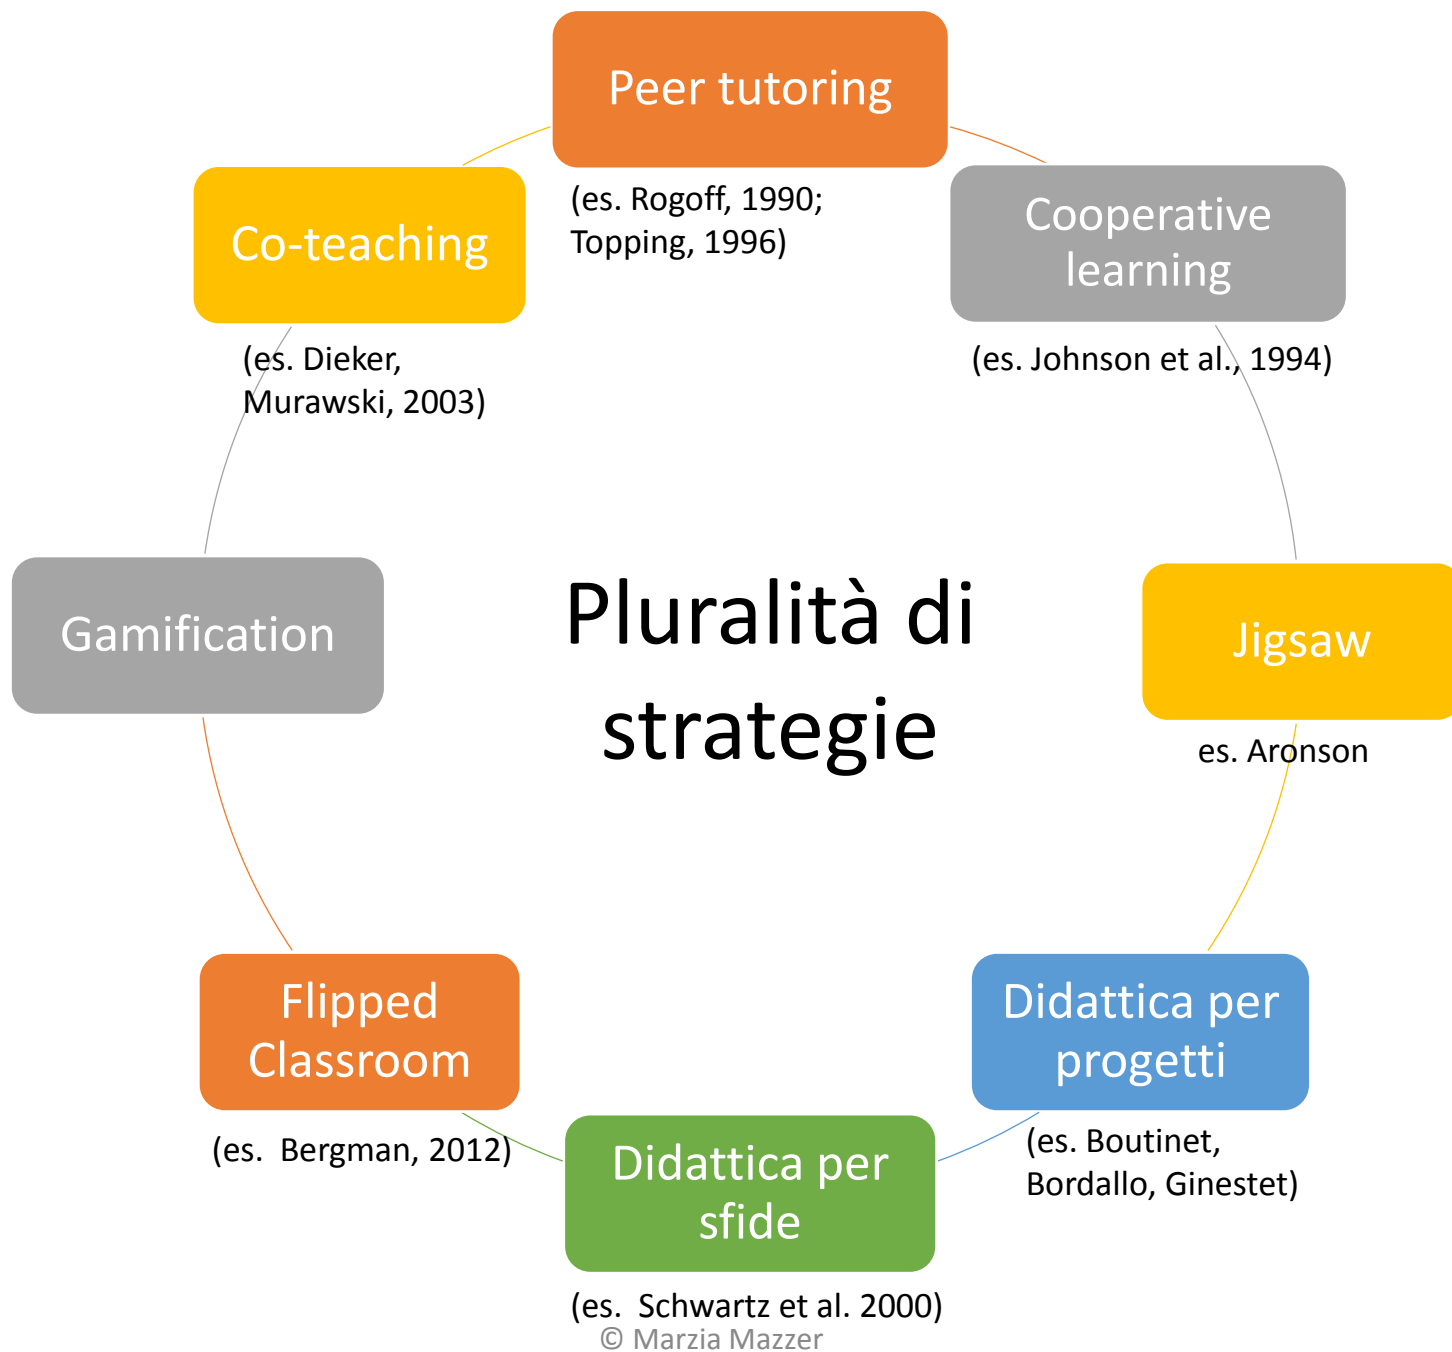 Peer tutoring
(es. Rogoff, 1990;
Topping, 1996)
Cooperative
learning
(es. Johnson et al., 1994)
Jigsaw
es. Aronson
Didattica per
progetti
(es. Boutinet,
Bordallo, Ginestet)
Didattica per
sfide
(es. Schwartz et al. 2000)
Flipped
Classroom
(es. Bergman, 2012)
Gamification
Co-teaching
(es. Dieker,
Murawski, 2003)
Pluralità di
strategie
© Marzia Mazzer